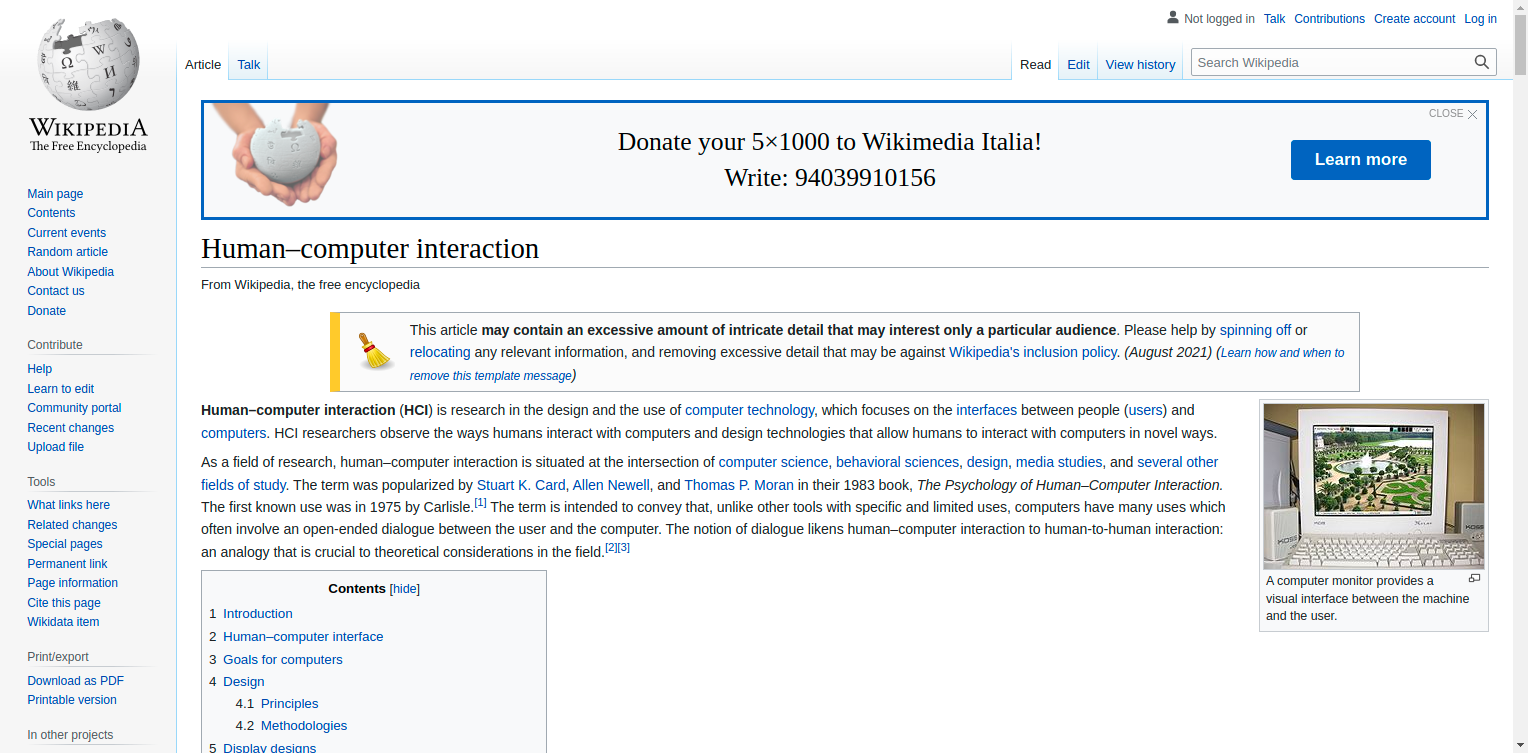 Not logged in Talk Contributions Create account Log in
Article Talk Read Edit View history Search Wikipedia
WIKIPEDIA
The Free Encyclopedia
Main page
Contents
Current events
Random article
About Wikipedia
Contact us
Donate
Contribute
Help
Learn to edit
Community portal
Recent changes
Upload file
Tools
What links here
Related changes
Special pages
Permanent link
Page information
Cite this page
Wikidata item
Print/export
Download as PDF
Printable version
In other projects
CLOSE
Donate your 5×1000 to Wikimedia Italia!
Write: 94039910156
Learn more
Human–computer interaction
From Wikipedia, the free encyclopedia
This article may contain an excessive amount of intricate detail that may interest only a particular audience. Please help by spinning off or
relocating any relevant information, and removing excessive detail that may be against Wikipedia's inclusion policy. (August 2021) (Learn how and when to
remove this template message)
Human–computer interaction (HCI) is research in the design and the use of computer technology, which focuses on the interfaces between people (users) and
computers. HCI researchers observe the ways humans interact with computers and design technologies that allow humans to interact with computers in novel ways.
As a field of research, human–computer interaction is situated at the intersection of computer science, behavioral sciences, design, media studies, and several other
fields of study. The term was popularized by Stuart K. Card, Allen Newell, and Thomas P. Moran in their 1983 book, The Psychology of Human–Computer Interaction.
The first known use was in 1975 by Carlisle.[1] The term is intended to convey that, unlike other tools with specific and limited uses, computers have many uses which
often involve an open-ended dialogue between the user and the computer. The notion of dialogue likens human–computer interaction to human-to-human interaction:
an analogy that is crucial to theoretical considerations in the field.[2][3]
KOSS
KOSS
A computer monitor provides a
visual interface between the machine
and the user.
Contents [hide]
1 Introduction
2 Human–computer interface
3 Goals for computers
4 Design
4.1 Principles
4.2 Methodologies
5 Display designs